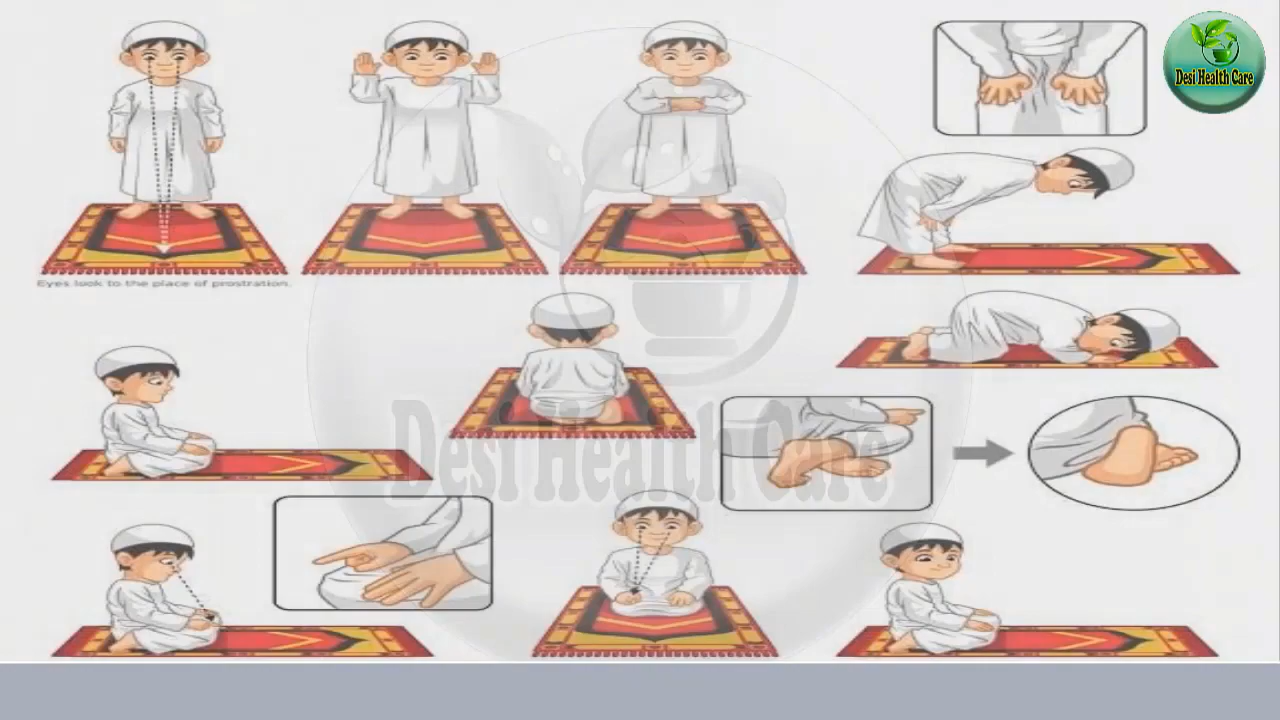 Desi Health Care
Eyes look to the place of prostration.
Desi Health Care